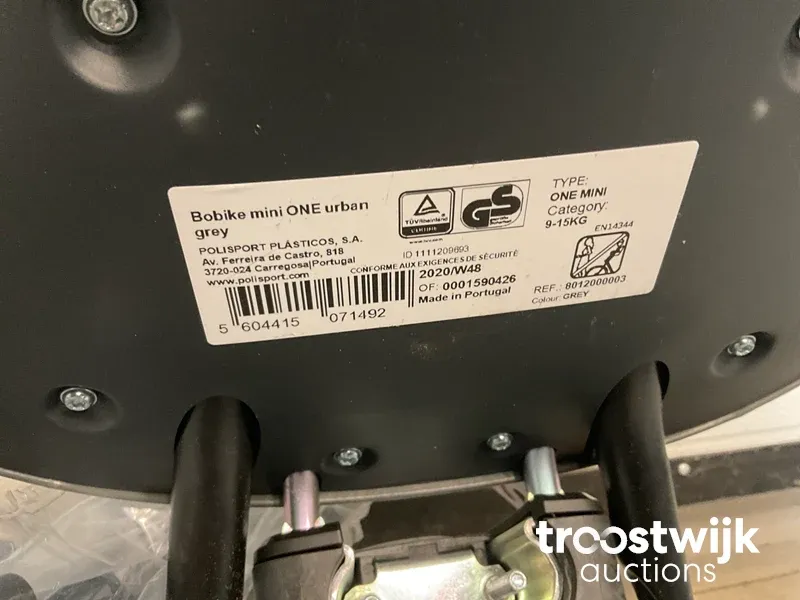 Bobike mini ONE urban
grey
POLISPORT PLÁSTICOS, S.A.
Av. Ferreira de Castro, 818
3720-024 Carregosa|Portugal
www.polisport.com
TÜVRheinland
CERTIFIED
GS
ID 1111209693
CONFORME AUX EXIGENCES DE SÉCURITÉ
2020/W48
OF: 0001590426
Made in Portugal
5 604415 071492
TYPE:
ONE MINI
Category:
9-15KG
EN14344
REF.: 8012000003
Colour: GREY
troostwijk
auctions